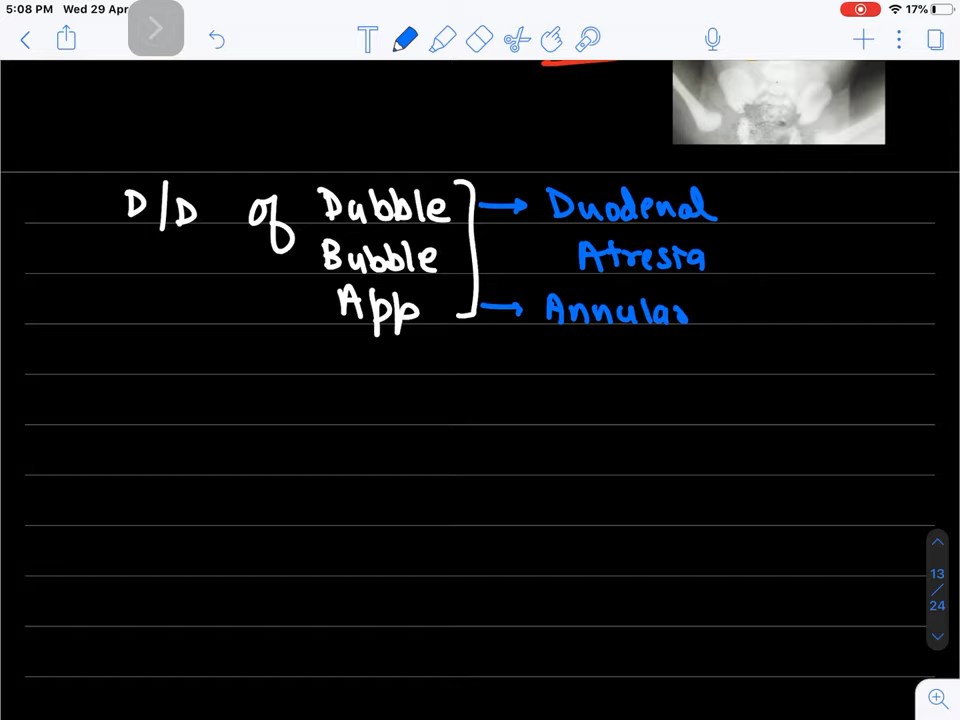 5:08 PM Wed 29 Apr
17%
D/D of Dubble → Duodenal
Bubble Atresia
App → Annular
13
/
24